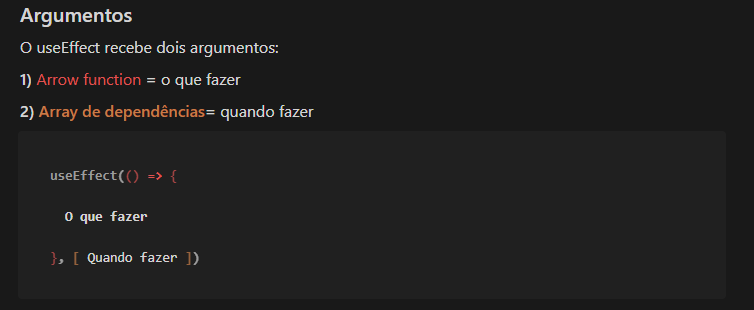 Argumentos
O useEffect recebe dois argumentos:
1) Arrow function = o que fazer
2) Array de dependências= quando fazer
useEffect(() => {
O que fazer
}, [ Quando fazer ])